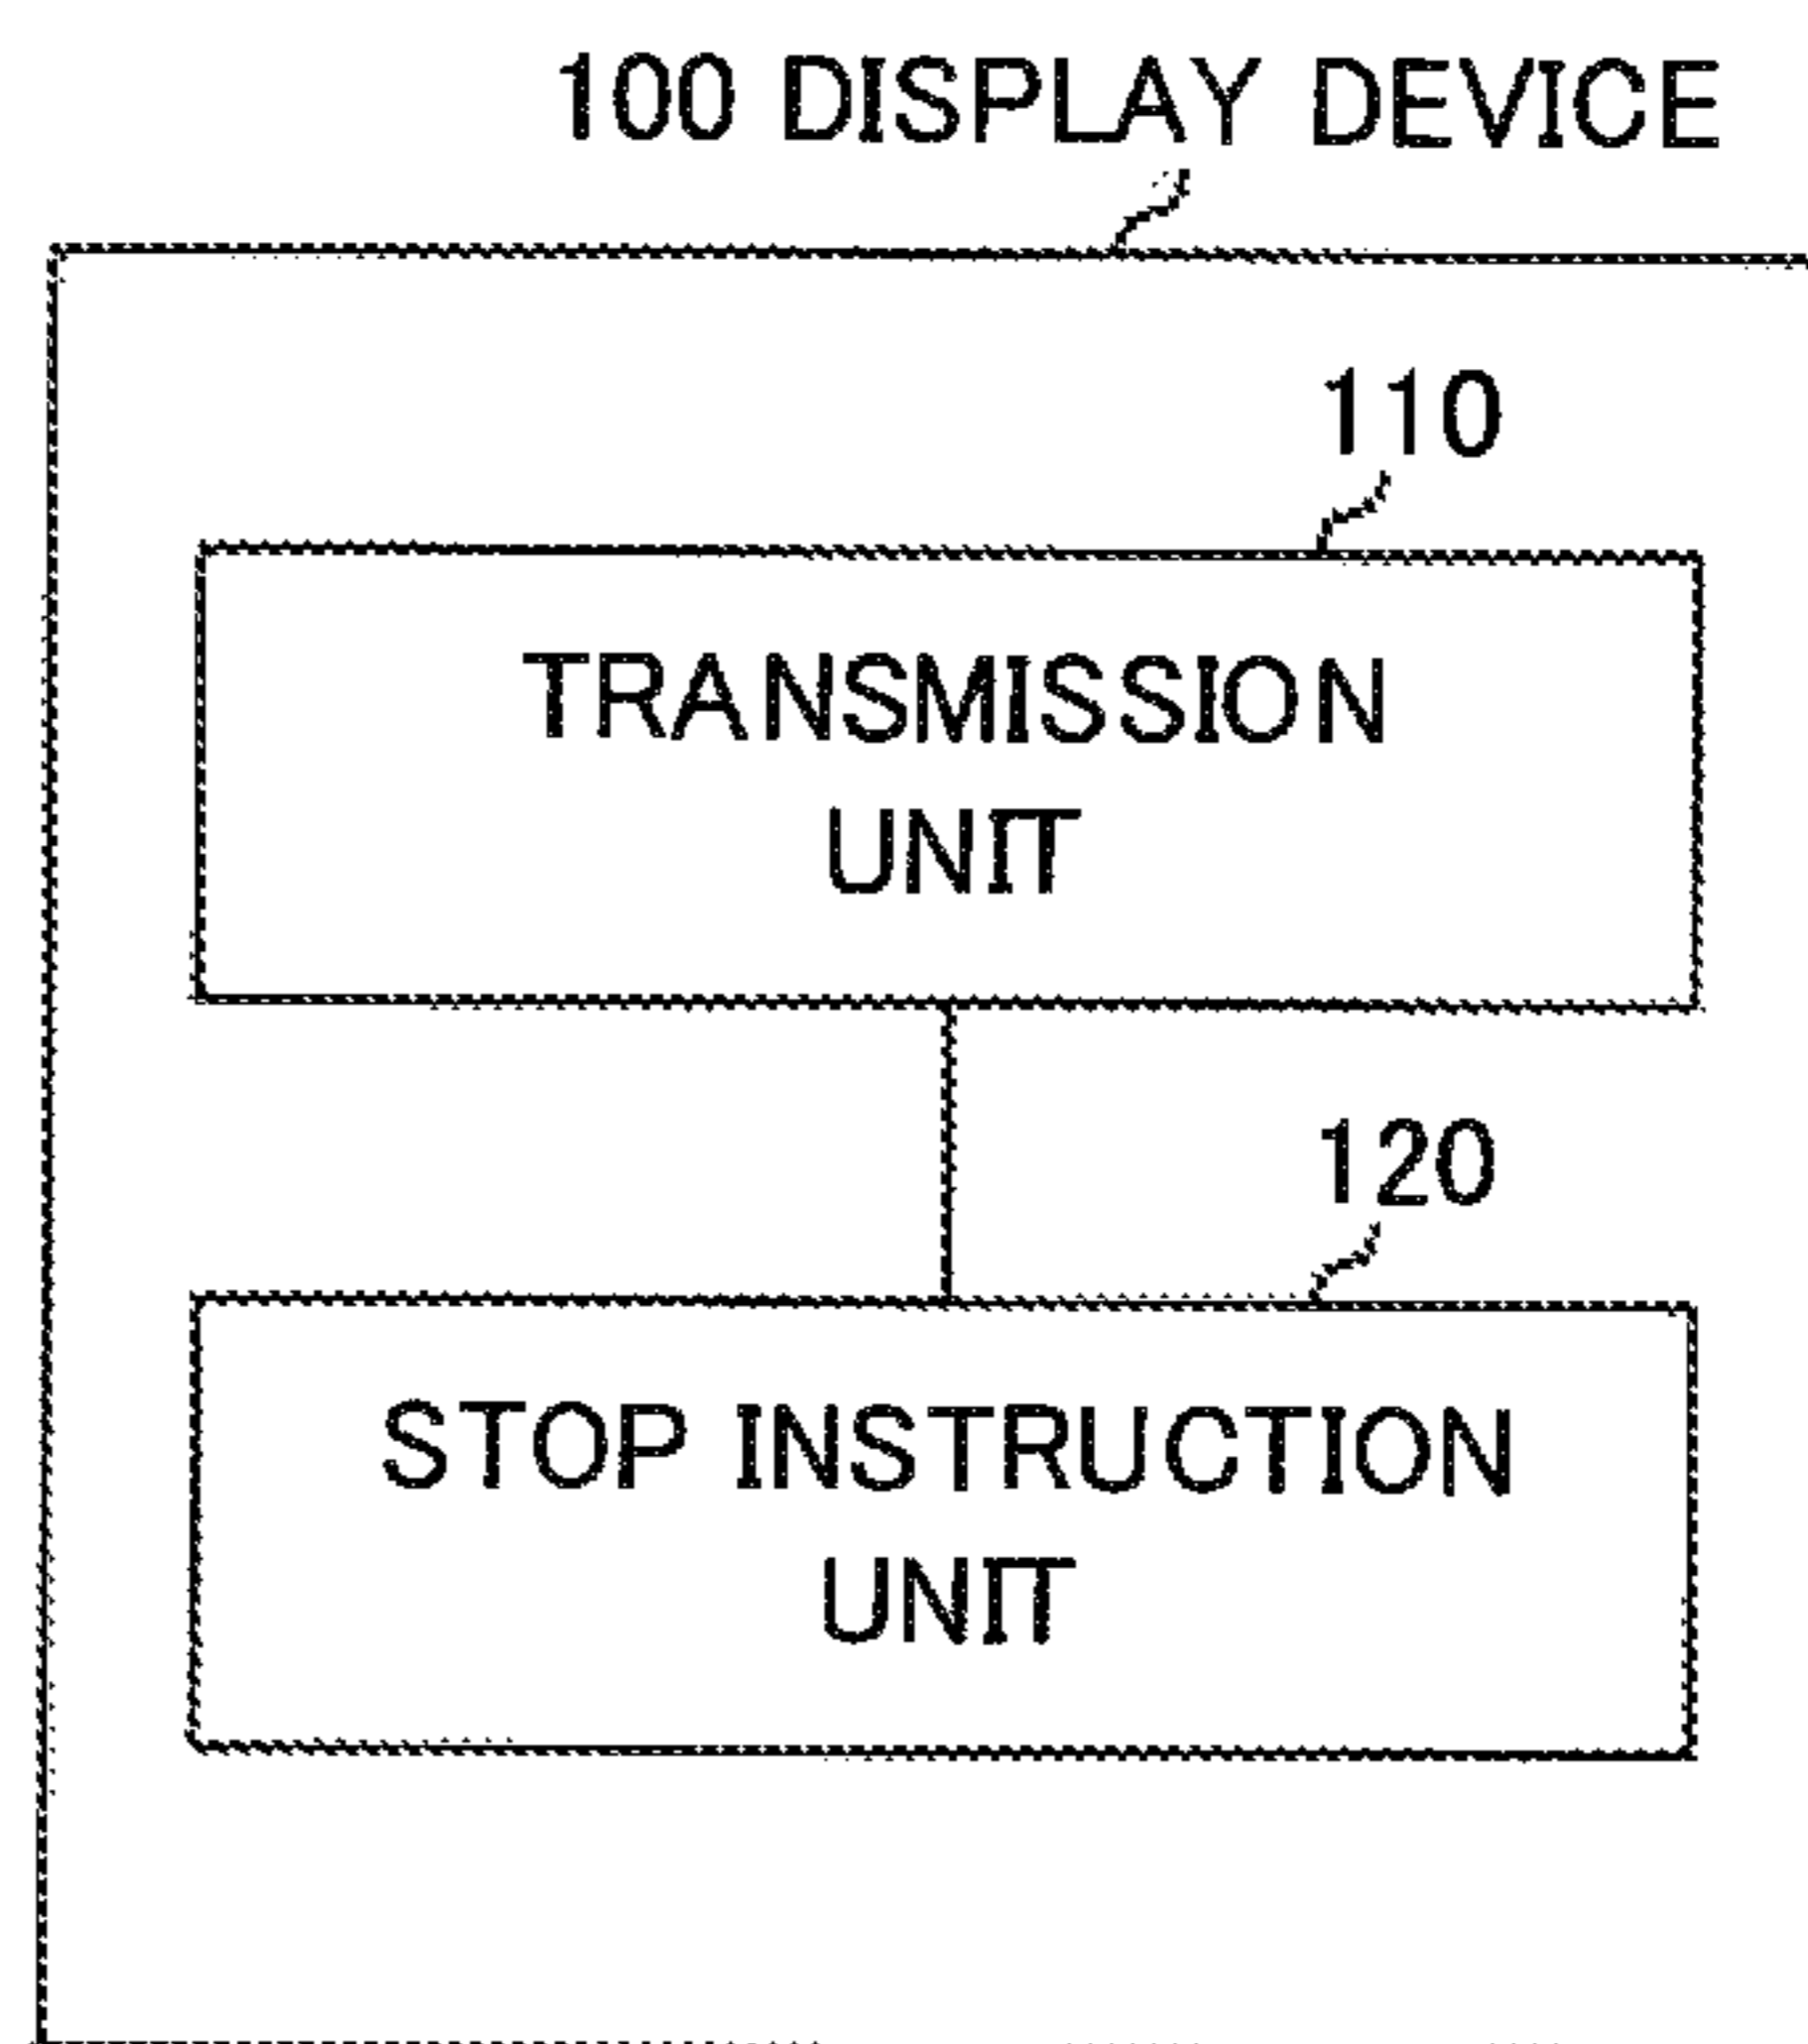 100 DISPLAY DEVICE
110
TRANSMISSION
UNIT
120
STOP INSTRUCTION
UNIT